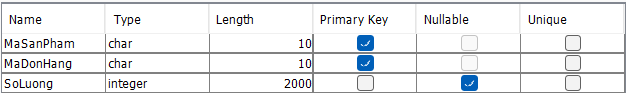 Name Type Length Primary Key Nullable Unique
MaSanPham char 10
MaDonHang char 10
SoLuong integer 2000